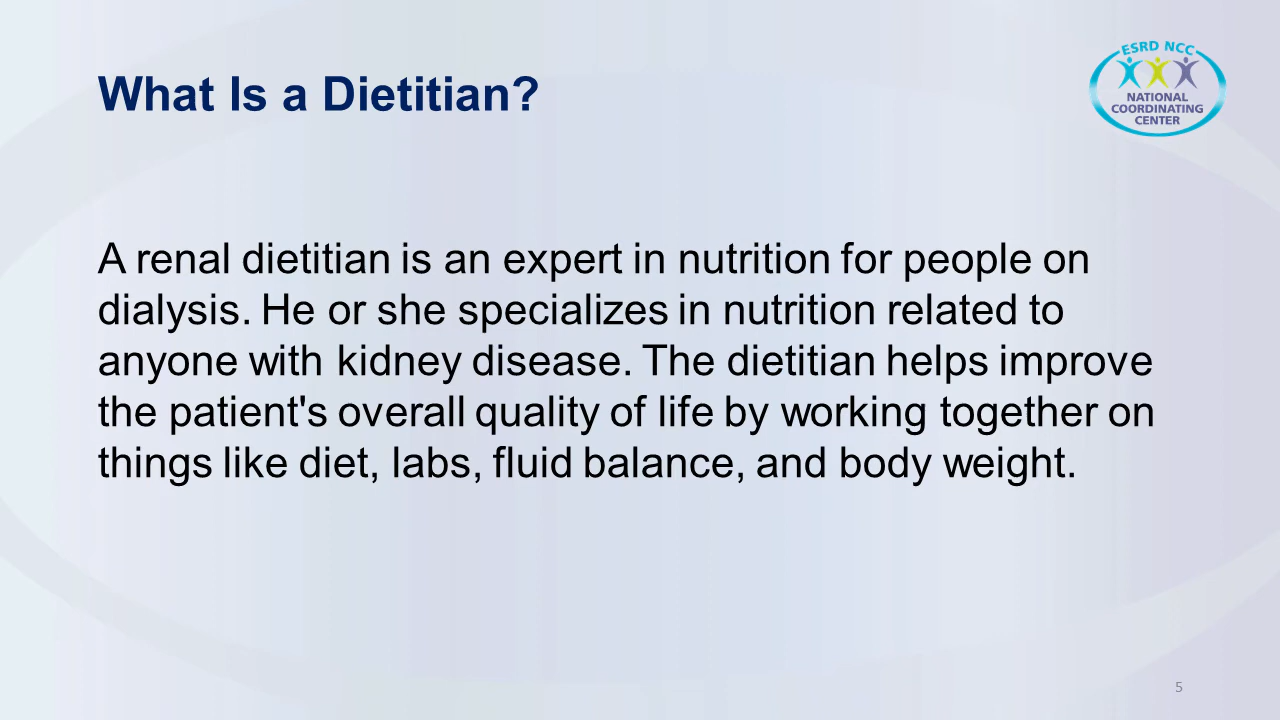 What Is a Dietitian?
ESRD NCC
NATIONAL
COORDINATING
CENTER
A renal dietitian is an expert in nutrition for people on
dialysis. He or she specializes in nutrition related to
anyone with kidney disease. The dietitian helps improve
the patient's overall quality of life by working together on
things like diet, labs, fluid balance, and body weight.
5